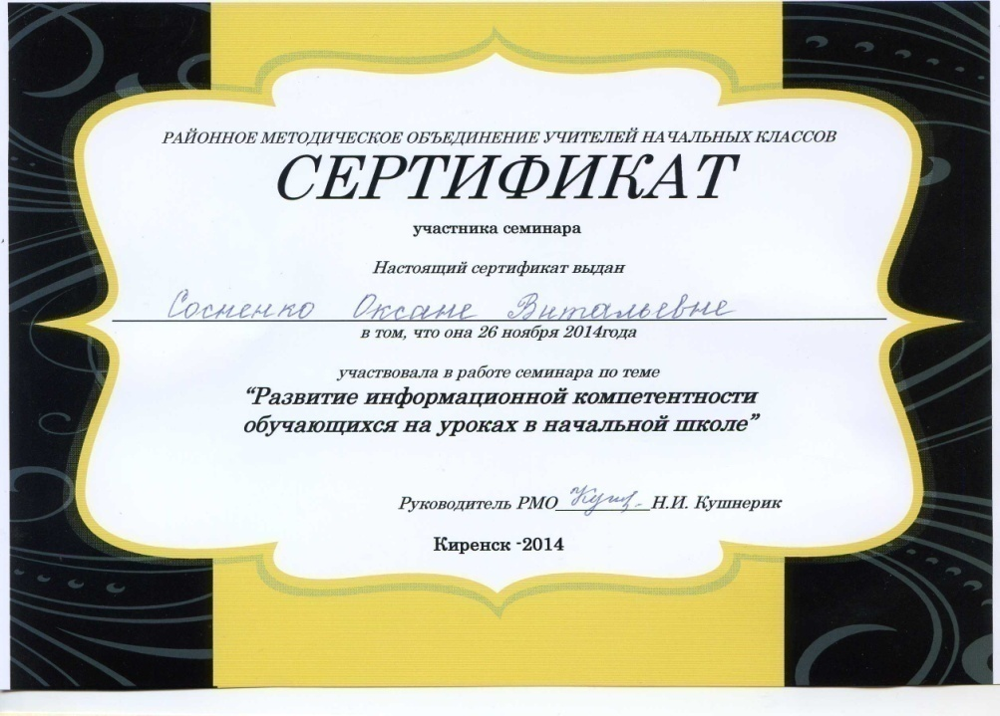 РАЙОННОЕ МЕТОДИЧЕСКОЕ ОБЪЕДИНЕНИЕ УЧИТЕЛЕЙ НАЧАЛЬНЫХ КЛАССОВ
СЕРТИФИКАТ
участника семинара
Настоящий сертификат выдан
Сосненко Оксане Витальевне
в том, что она 26 ноября 2014года
участвовала в работе семинара по теме
“Развитие информационной компетентности
обучающихся на уроках в начальной школе”
Руководитель РМО Н.И. Кушнерик
Киренск -2014